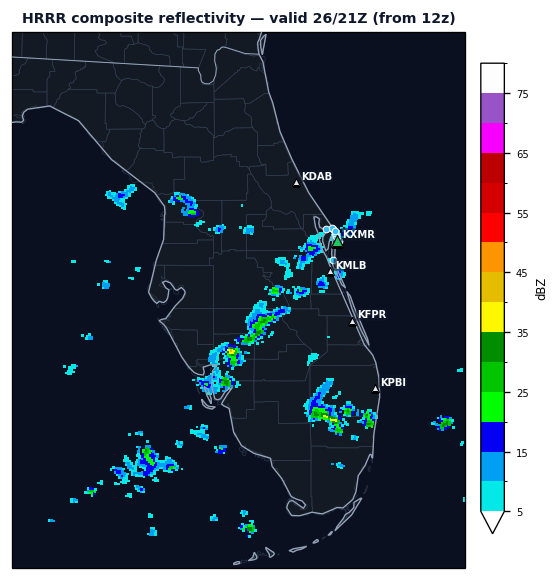 HRRR composite reflectivity — valid 26/21Z (from 12z)
KDAB
KXMR
KMLB
KFPR
KPBI
75
65
55
45
35
25
15
5
dBZ